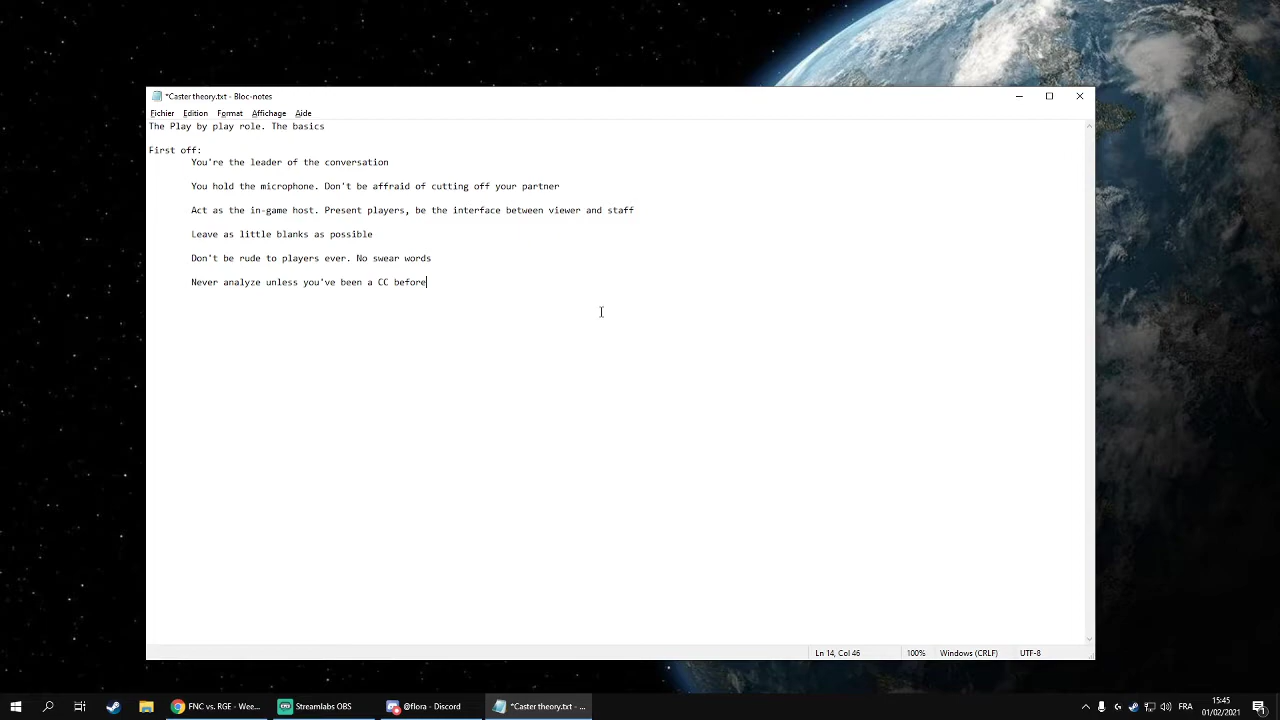 *Caster theory.txt - Bloc-notes
Fichier Edition Format Affichage Aide
The Play by play role. The basics
First off:
You're the leader of the conversation
You hold the microphone. Don't be affraid of cutting off your partner
Act as the in-game host. Present players, be the interface between viewer and staff
Leave as little blanks as possible
Don't be rude to players ever. No swear words
Never analyze unless you've been a CC before
Ln 14, Col 46 100% Windows (CRLF) UTF-8
FNC vs. RGE - Wee... Streamlabs OBS @flora - Discord *Caster theory.txt - ... FRA 15:45
01/02/2021